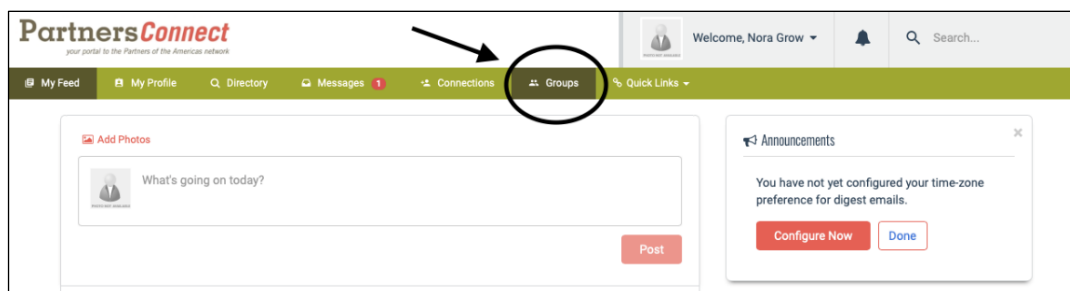 PartnersConnect
your portal to the Partners of the Americas network
Welcome, Nora Grow
Search...
My Feed
My Profile
Directory
Messages 1
Connections
Groups
Quick Links
Add Photos
What's going on today?
Post
Announcements
You have not yet configured your time-zone
preference for digest emails.
Configure Now
Done